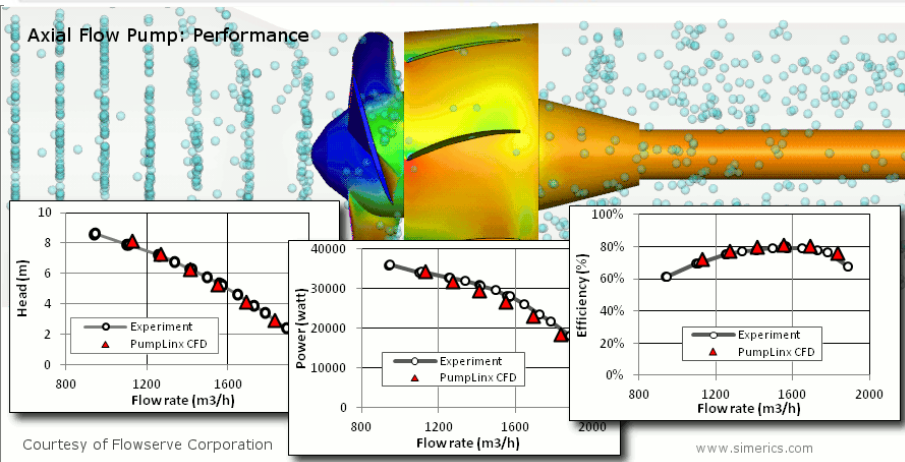 Axial Flow Pump: Performance
Head (m)
10
8
6
4
2
0
Experiment
PumpLinx CFD
800
1200
1600
Flow rate (m3/h)
Power (watt)
40000
30000
20000
10000
0
Experiment
PumpLinx CFD
800
1200
1600
2000
Flow rate (m3/h)
Efficiency (%)
100%
80%
60%
40%
20%
0%
Experiment
PumpLinx CFD
800
1200
1600
2000
Flow rate (m3/h)
Courtesy of Flowserve Corporation
www.simerics.com